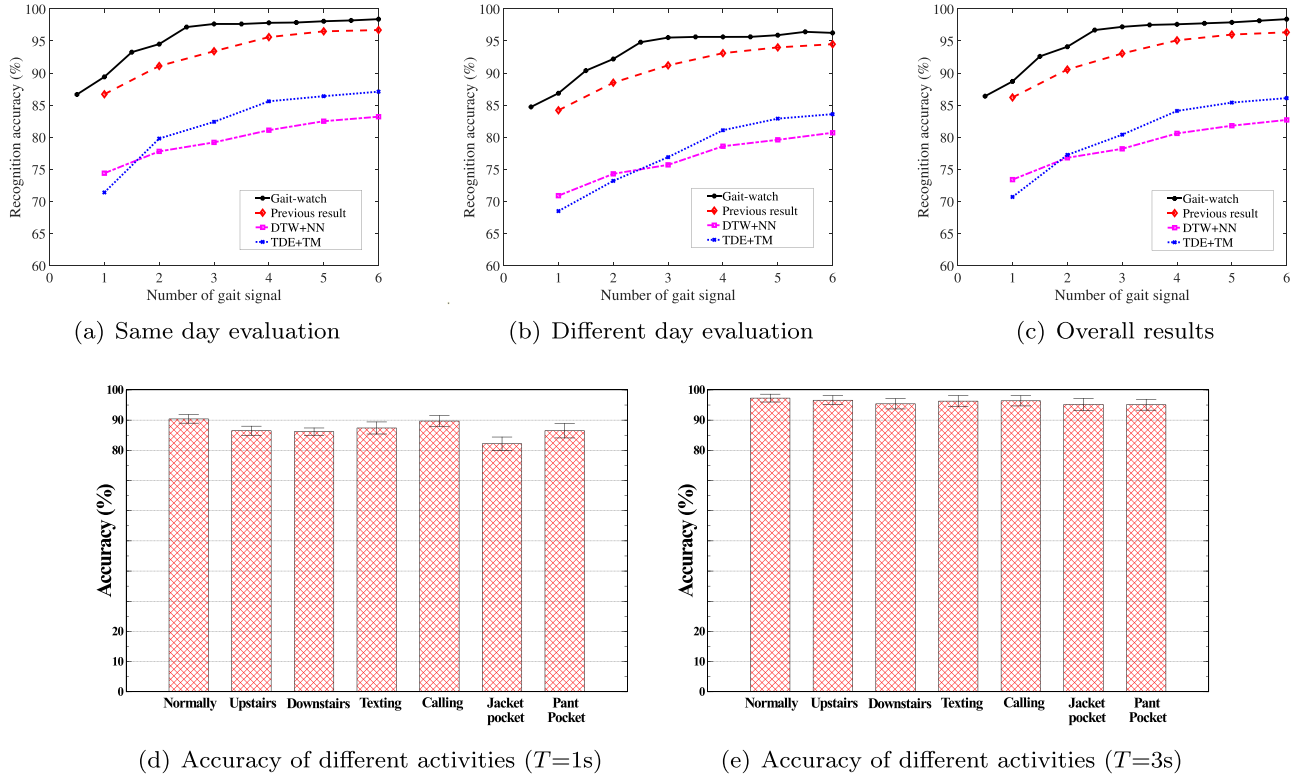 Recognition accuracy (%)
100
95
90
85
80
75
70
65
60
0 1 2 3 4 5 6
Number of gait signal
Gait-watch
Previous result
DTW+NN
TDE+TM
(a) Same day evaluation
Recognition accuracy (%)
100
95
90
85
80
75
70
65
60
0 1 2 3 4 5 6
Number of gait signal
Gait-watch
Previous result
DTW+NN
TDE+TM
(b) Different day evaluation
Recognition accuracy (%)
100
95
90
85
80
75
70
65
60
0 1 2 3 4 5 6
Number of gait signal
Gait-watch
Previous result
DTW+NN
TDE+TM
(c) Overall results
Accuracy (%)
100
90
80
20
10
0
Normally Upstairs Downstairs Texting Calling Jacket Pant
pocket Pocket
(d) Accuracy of different activities (T=1s)
Accuracy (%)
100
90
80
20
10
0
Normally Upstairs Downstairs Texting Calling Jacket Pant
pocket Pocket
(e) Accuracy of different activities (T=3s)